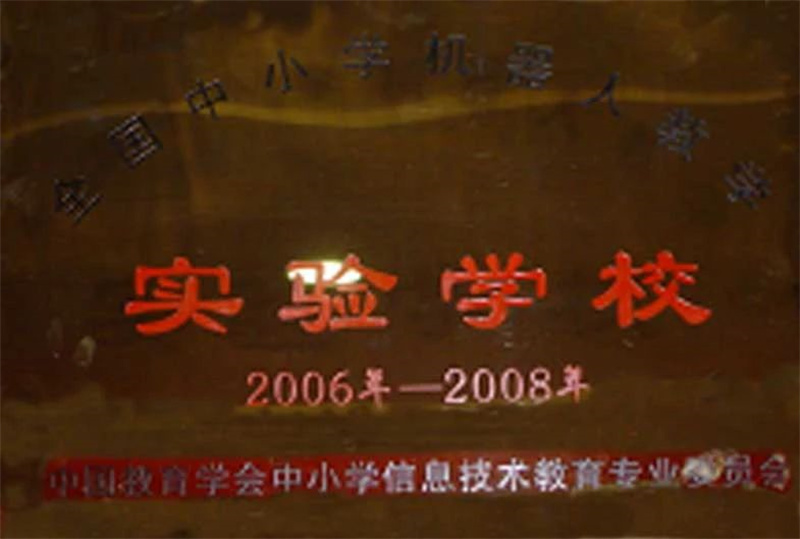 全国中小学机器人教学
实验学校
2006年—2008年
中国教育学会中小学信息技术教育专业委员会